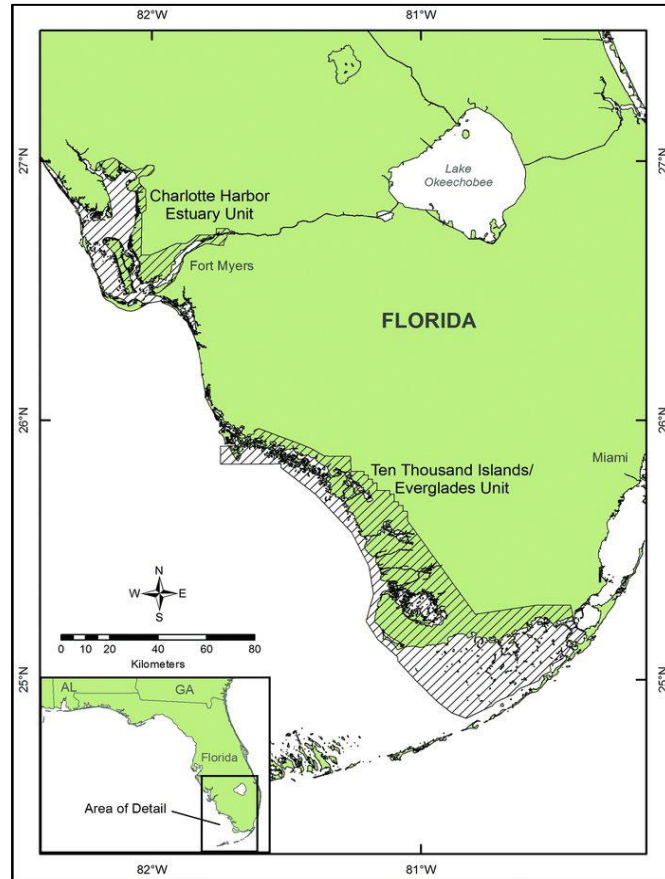 82°W
81°W
27°N
27°N
Lake
Okeechobee
Charlotte Harbor
Estuary Unit
Fort Myers
FLORIDA
26°N
26°N
Miami
Ten Thousand Islands/
Everglades Unit
N
W
E
S
0
10
20
40
60
80
Kilometers
25°N
25°N
AL
GA
Florida
Area of Detail
82°W
81°W